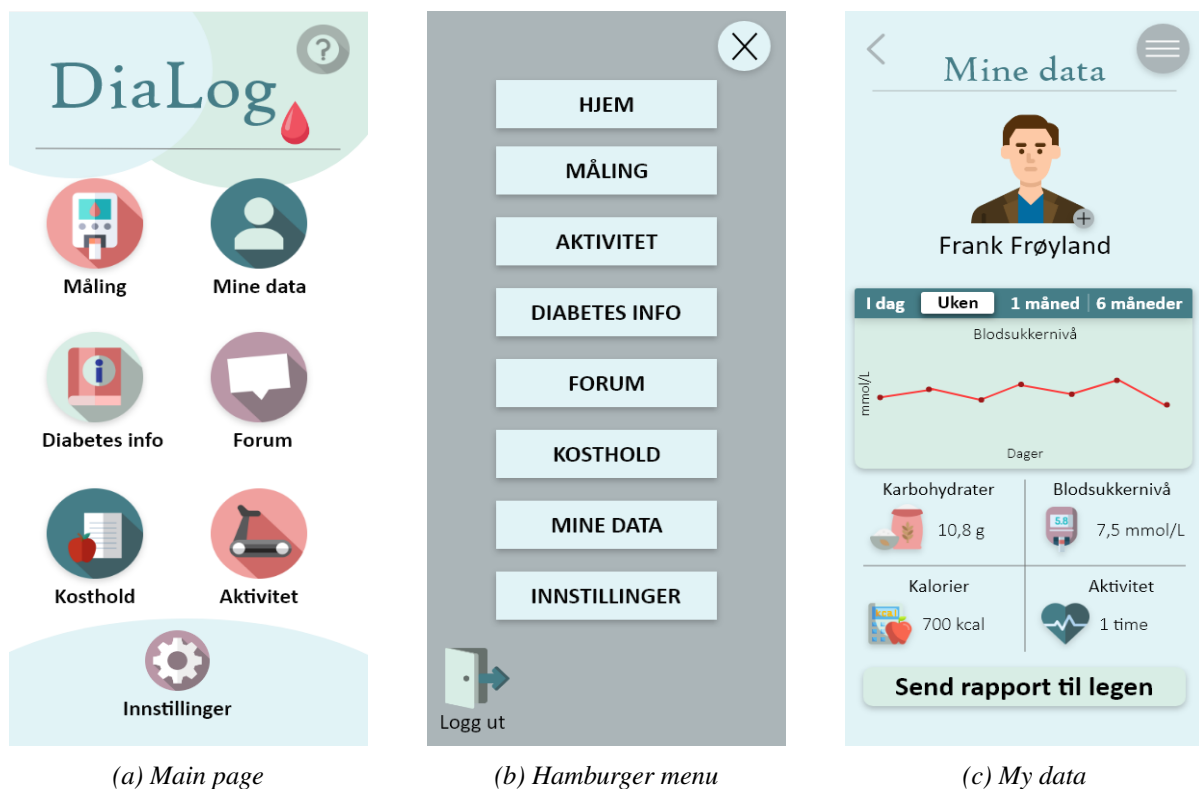 DiaLog
?
Måling
Mine data
Diabetes info
Forum
Kosthold
Aktivitet
Innstillinger
(a) Main page
HJEM
MÅLING
AKTIVITET
DIABETES INFO
FORUM
KOSTHOLD
MINE DATA
INNSTILLINGER
Logg ut
(b) Hamburger menu
Mine data
Frank Frøyland
I dag Uken 1 måned 6 måneder
Blodsukkernivå
mmol/L
Dager
Karbohydrater
10,8 g
Blodsukkernivå
5.8
7,5 mmol/L
Kalorier
700 kcal
Aktivitet
1 time
Send rapport til legen
(c) My data